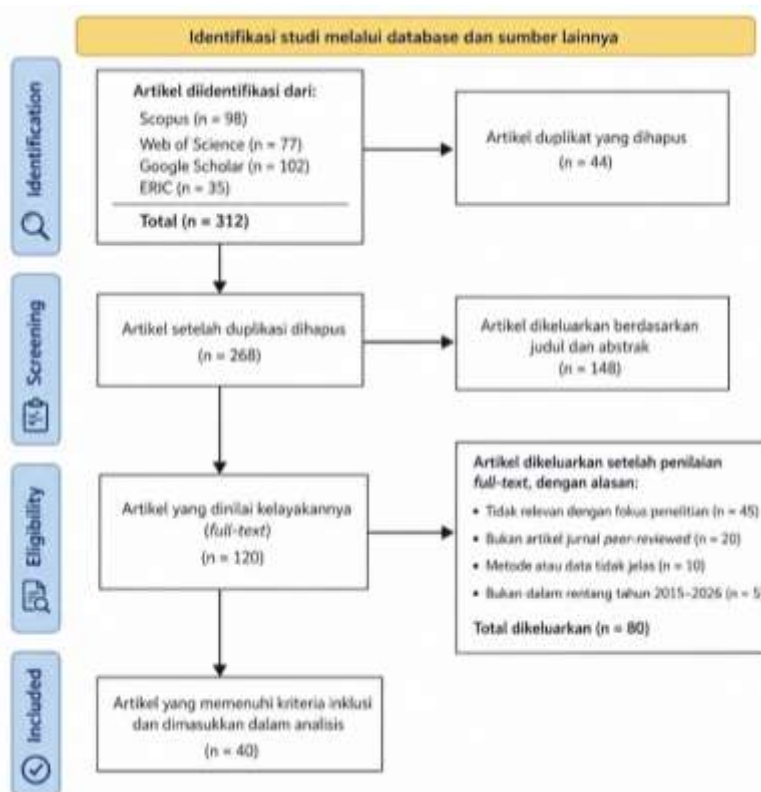 Identifikasi studi melalui database dan sumber lainnya
Identification
Artikel diidentifikasi dari:
Scopus (n = 98)
Web of Science (n = 77)
Google Scholar (n = 102)
ERIC (n = 35)
Total (n = 312)
Artikel duplikat yang dihapus
(n = 44)
Screening
Artikel setelah duplikasi dihapus
(n = 268)
Artikel dikeluarkan berdasarkan
judul dan abstrak
(n = 148)
Eligibility
Artikel yang dinilai kelayakannya
(full-text)
(n = 120)
Artikel dikeluarkan setelah penilaian
full-text, dengan alasan:
• Tidak relevan dengan fokus penelitian (n = 45)
• Bukan artikel jurnal peer-reviewed (n = 20)
• Metode atau data tidak jelas (n = 10)
• Bukan dalam rentang tahun 2015–2026 (n = 5
Total dikeluarkan (n = 80)
Included
Artikel yang memenuhi kriteria inklusi
dan dimasukkan dalam analisis
(n = 40)